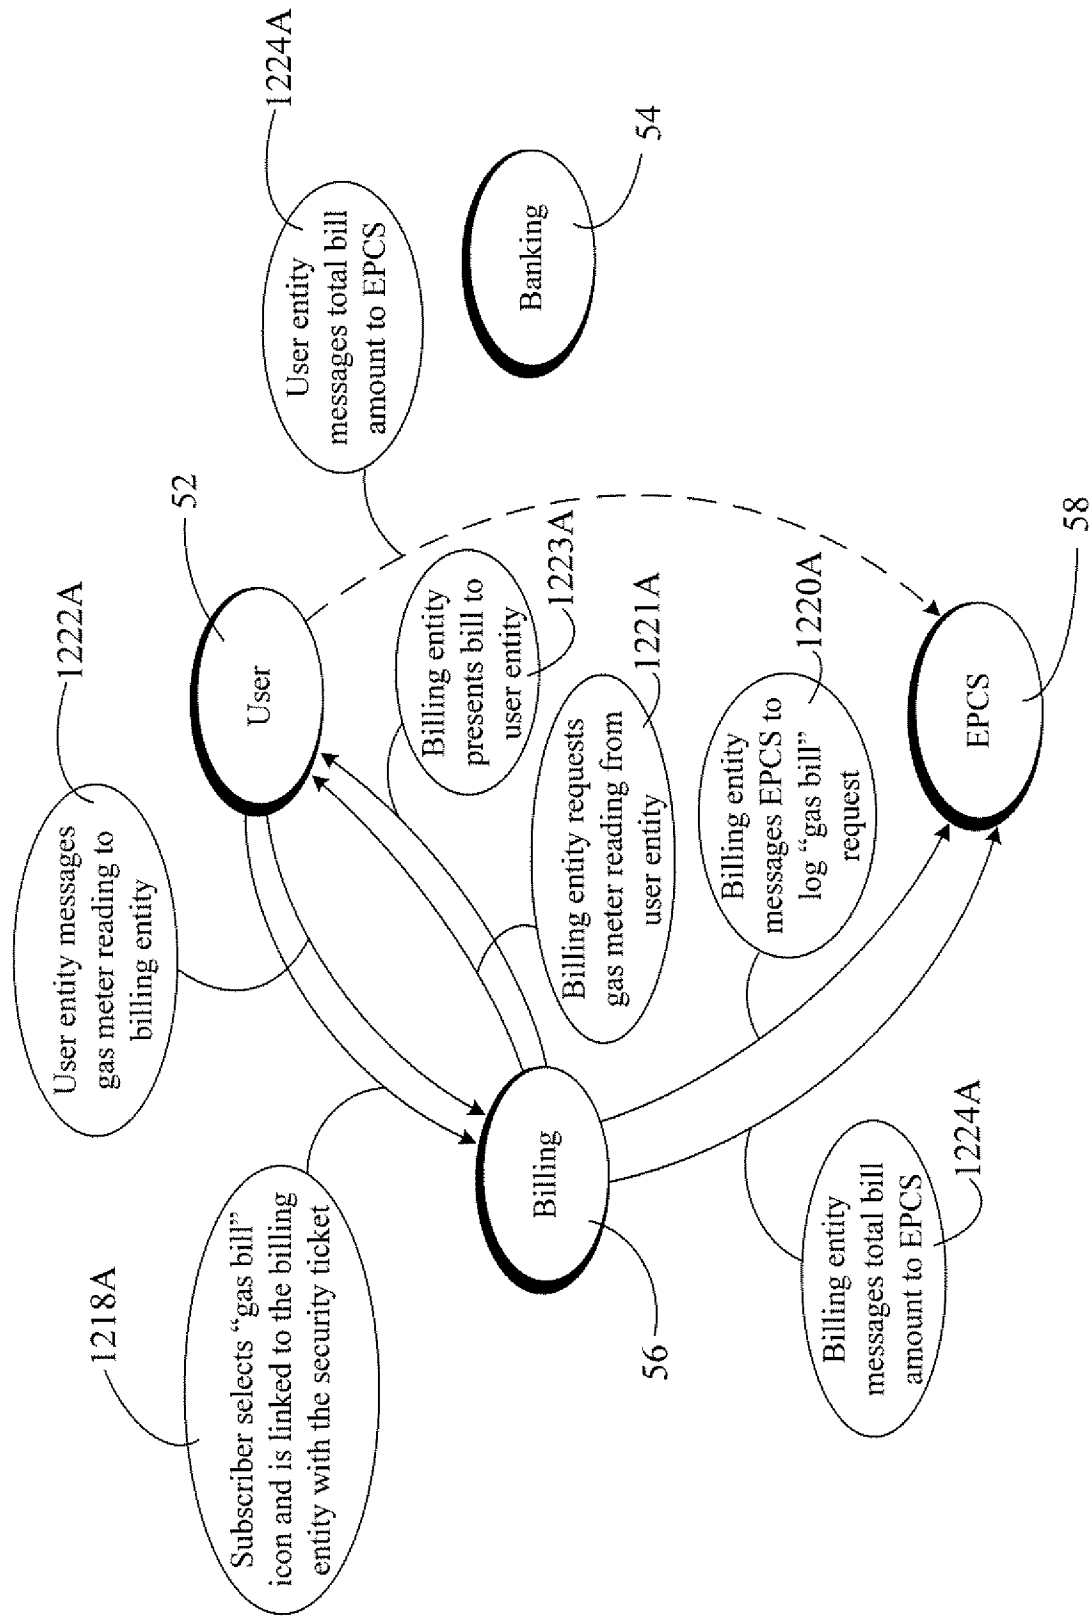 1218A
Subscriber selects “gas bill”
icon and is linked to the billing
entity with the security ticket
1222A
User entity messages
gas meter reading to
billing entity
52
User
1224A
User entity
messages total bill
amount to EPCS
Banking
54
Billing entity
presents bill to
user entity
1223A
Billing
56
Billing entity requests
gas meter reading from
user entity
1221A
Billing entity
messages EPCS to
log “gas bill”
request
1220A
Billing entity
messages total bill
amount to EPCS
1224A
EPCS
58